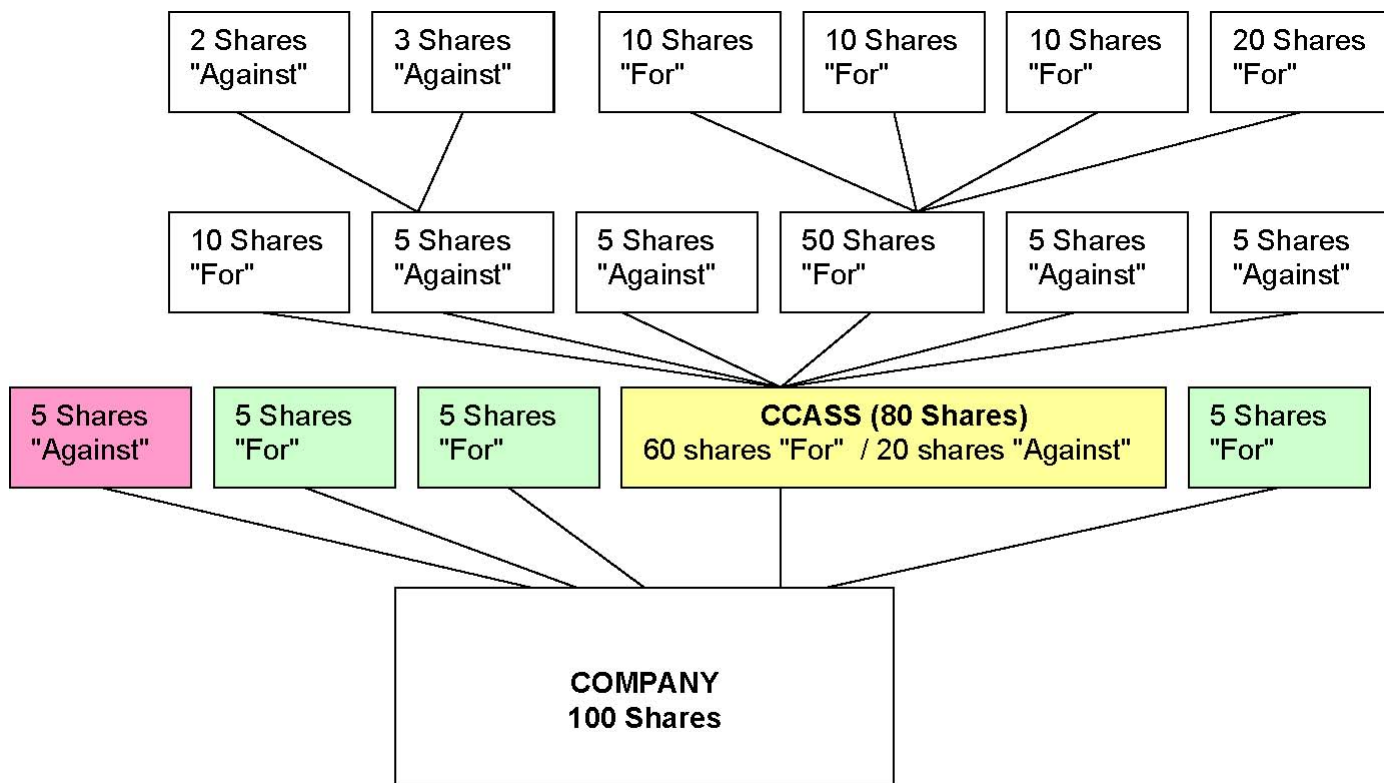 2 Shares
"Against"
3 Shares
"Against"
10 Shares
"For"
10 Shares
"For"
10 Shares
"For"
20 Shares
"For"
10 Shares
"For"
5 Shares
"Against"
5 Shares
"Against"
50 Shares
"For"
5 Shares
"Against"
5 Shares
"Against"
5 Shares
"Against"
5 Shares
"For"
5 Shares
"For"
CCASS (80 Shares)
60 shares "For" / 20 shares "Against"
5 Shares
"For"
COMPANY
100 Shares